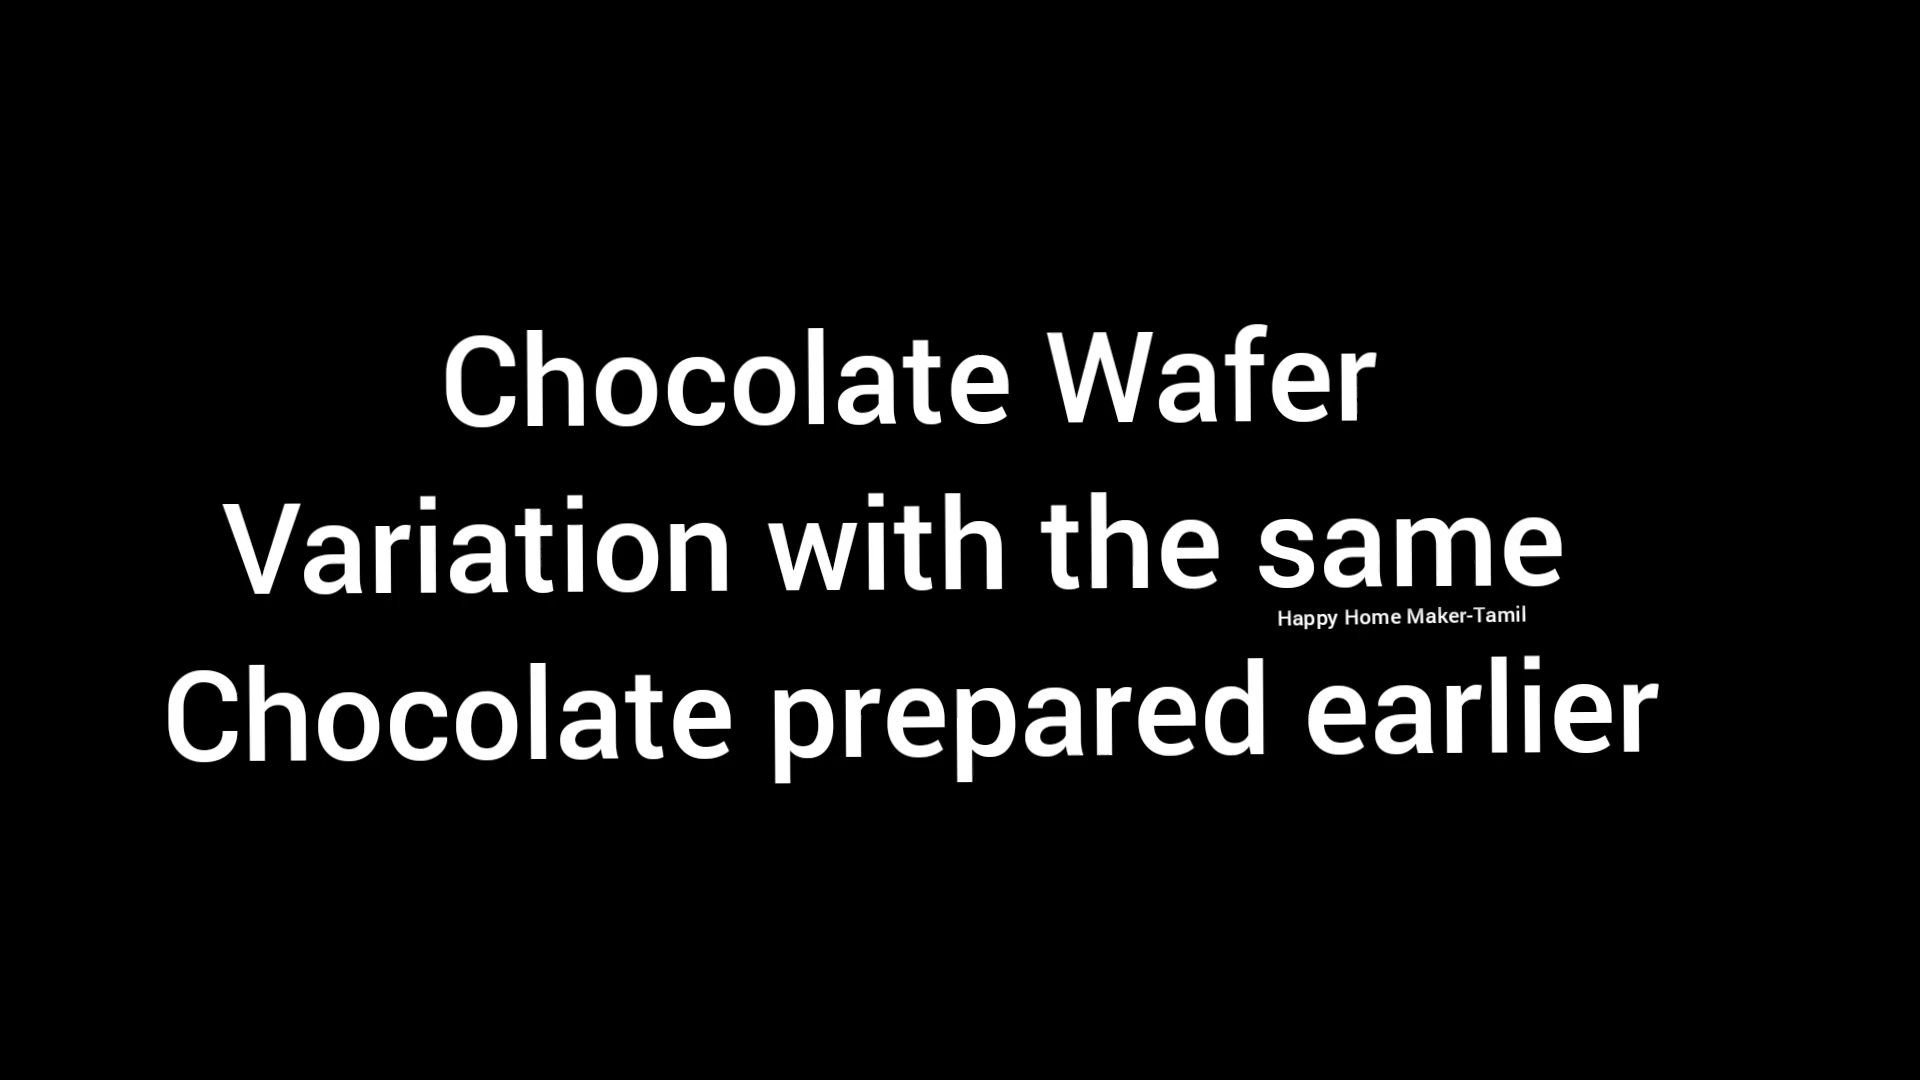 Chocolate Wafer
Variation with the same
Happy Home Maker-Tamil
Chocolate prepared earlier